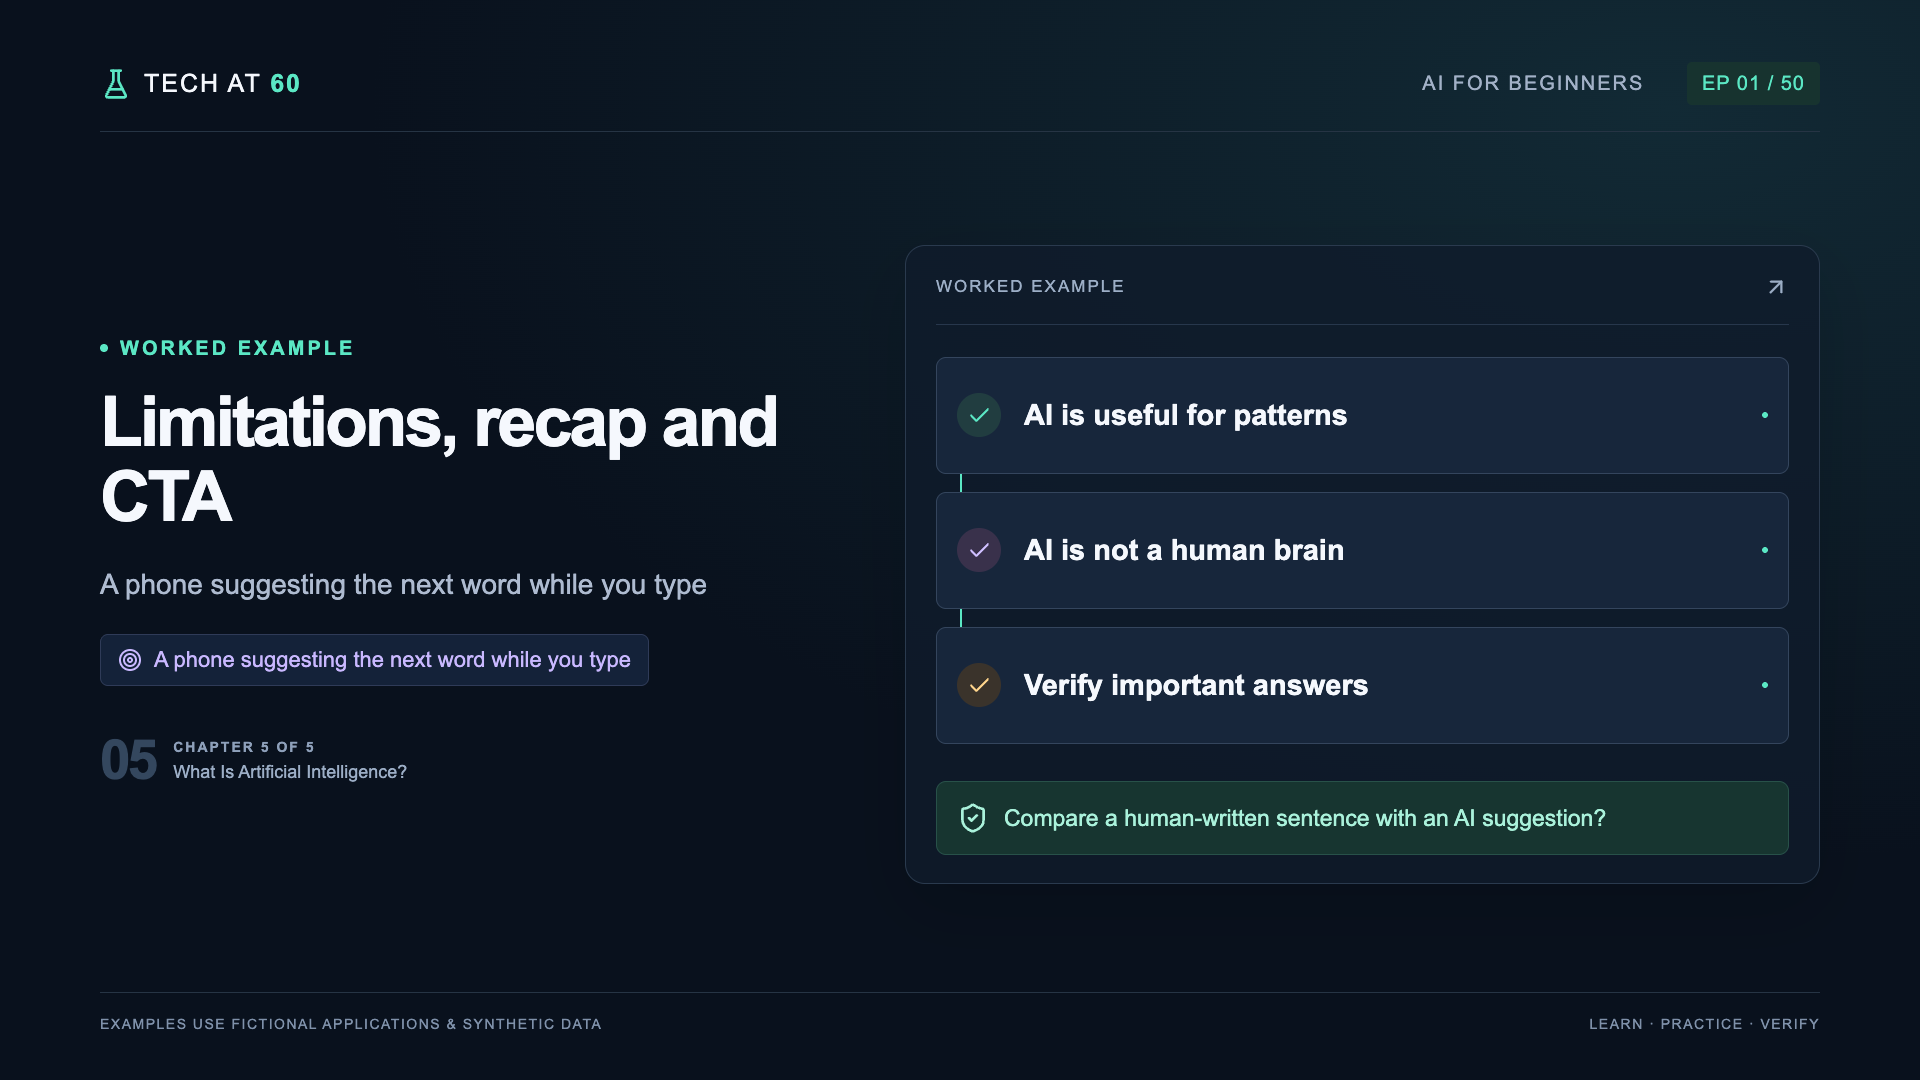 TECH AT 60
AI FOR BEGINNERS
EP 01 / 50
• WORKED EXAMPLE
Limitations, recap and
CTA
A phone suggesting the next word while you type
A phone suggesting the next word while you type
05
CHAPTER 5 OF 5
What Is Artificial Intelligence?
WORKED EXAMPLE
AI is useful for patterns
AI is not a human brain
Verify important answers
Compare a human-written sentence with an AI suggestion?
EXAMPLES USE FICTIONAL APPLICATIONS & SYNTHETIC DATA
LEARN · PRACTICE · VERIFY